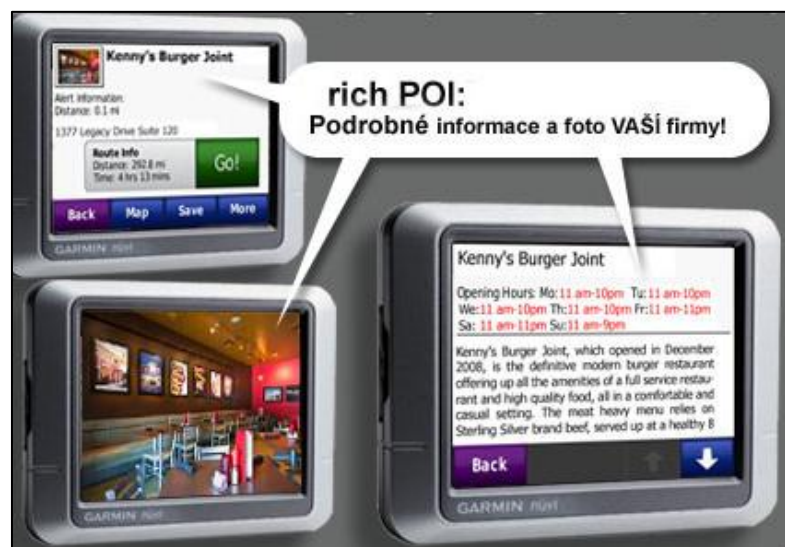 Kenny's Burger Joint
Alert Information.
Distance: 0.1 mi
1377 Legacy Drive Suite 120
Route Info
Distance: 292.8 mi
Time: 4 hrs 13 mins
Go!
Back Map Save More
GARMIN nüvi
rich POI:
Podrobné informace a foto VAŠÍ firmy!
GARMIN nüvi
Kenny's Burger Joint
Opening Hours: Mo:11 am-10pm Tu:11 am-10pm
We:11 am-10pm Th:11 am-10pm Fr:11 am-11pm
Sa: 11 am-11pm Su:11 am-9pm
Kenny's Burger Joint, which opened in December
2008, is the definitive modern burger restaurant
offering up all the amenities of a full service restau-
rant and high quality food, all in a comfortable and
casual setting. The meat heavy menu relies on
Sterling Silver brand beef, served up at a healthy 8
Back
GARMIN nüvi